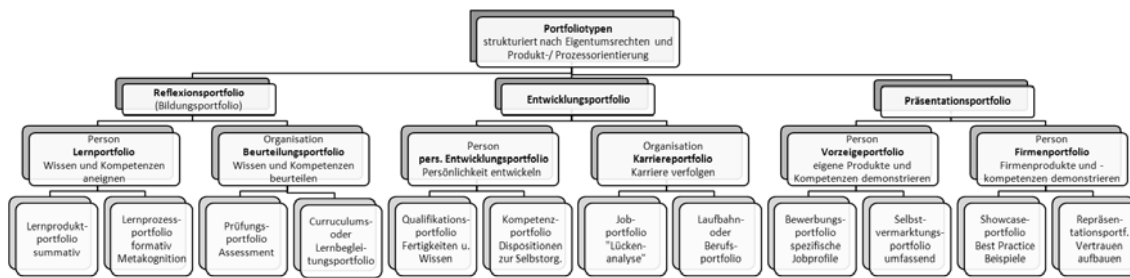 Portfoliotypen
strukturiert nach Eigentumsrechten und
Produkt-/ Prozessorientierung
Reflexionsportfolio
(Bildungsportfolio)
Entwicklungsportfolio
Präsentationsportfolio
Person
Lernportfolio
Wissen und Kompetenzen
aneignen
Organisation
Beurteilungsportfolio
Wissen und Kompetenzen
beurteilen
Person
pers. Entwicklungsportfolio
Persönlichkeit entwickeln
Organisation
Karriereportfolio
Karriere verfolgen
Person
Vorzeigeportfolio
eigene Produkte und
Kompetenzen demonstrieren
Person
Firmenportfolio
Firmenprodukte und -
kompetenzen demonstrieren
Lernprodukt-
portfolio
summativ
Lernprozess-
portfolio
formativ
Metakognition
Prüfungs-
portfolio
Assessment
Curruculums-
oder
Lernbeglei-
tungsportfolio
Qualifikations-
portfolio
Fertigkeiten u.
Wissen
Kompetenz-
portfolio
Dispositionen
zur Selbstorg.
Job-
portfolio
"Lücken-
analyse"
Laufbahn-
oder
Berufs-
portfolio
Bewerbungs-
portfolio
spezifische
Jobprofile
Selbst-
vermarktungs-
portfolio
umfassend
Showcase-
portfolio
Best Practice
Beispiele
Repräsen-
tationsportf.
Vertrauen
aufbauen